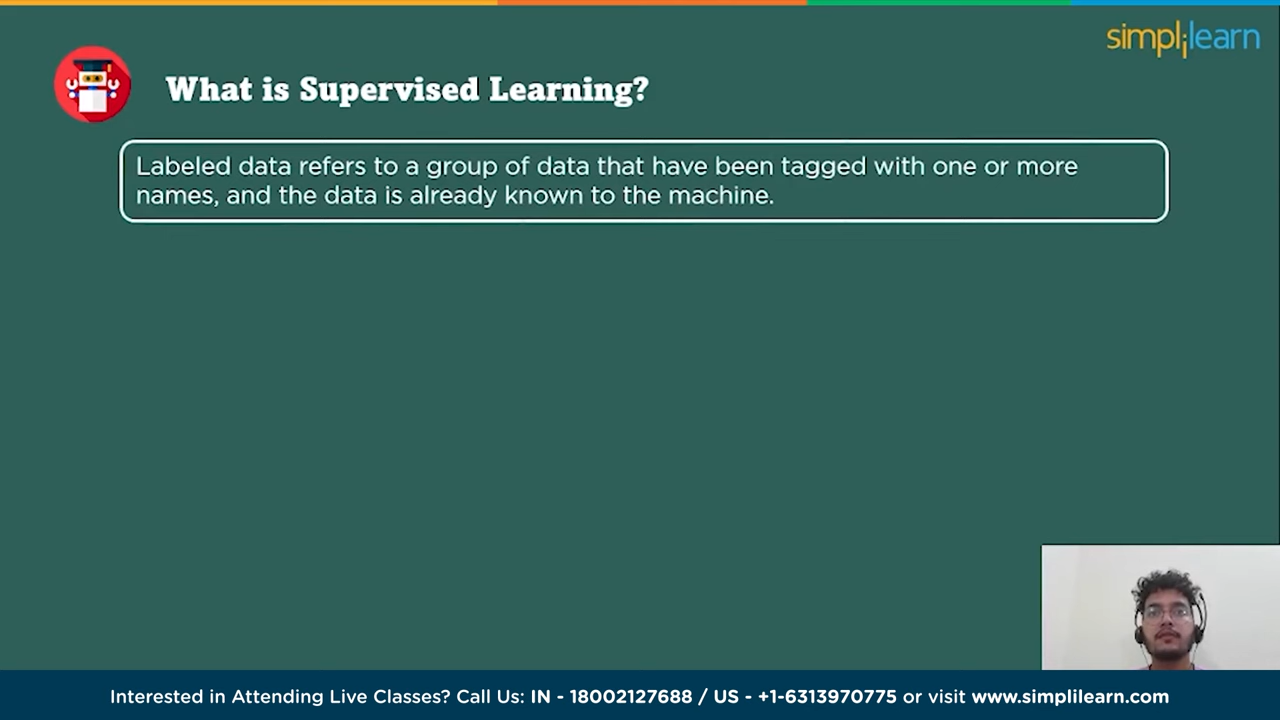 simplilearn
What is Supervised Learning?
Labeled data refers to a group of data that have been tagged with one or more
names, and the data is already known to the machine.
Interested in Attending Live Classes? Call Us: IN - 18002127688 / US - +1-6313970775 or visit www.simplilearn.com